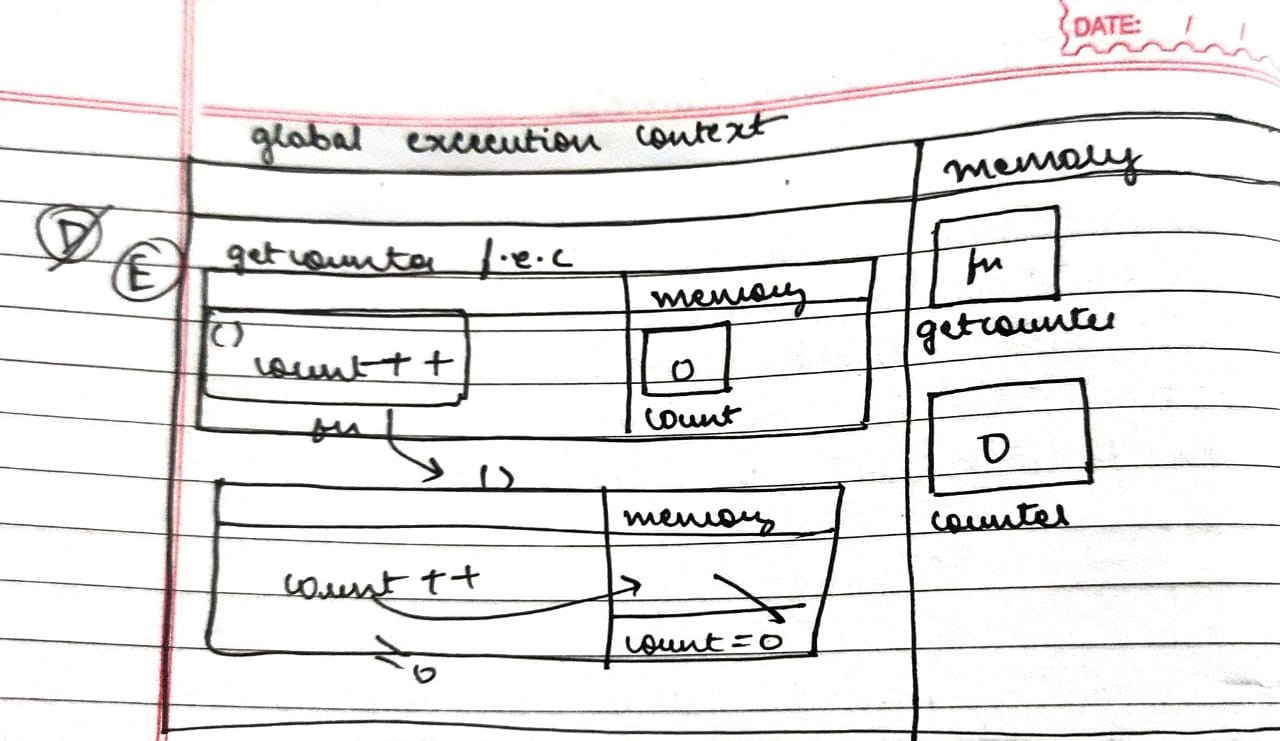 DATE: / /
global execution context
memory
D
E
getcounter f.e.c
memory
fn
getcounter
()
count++
0
count
fn
()
0
counter
memory
count ++
count = 0
0